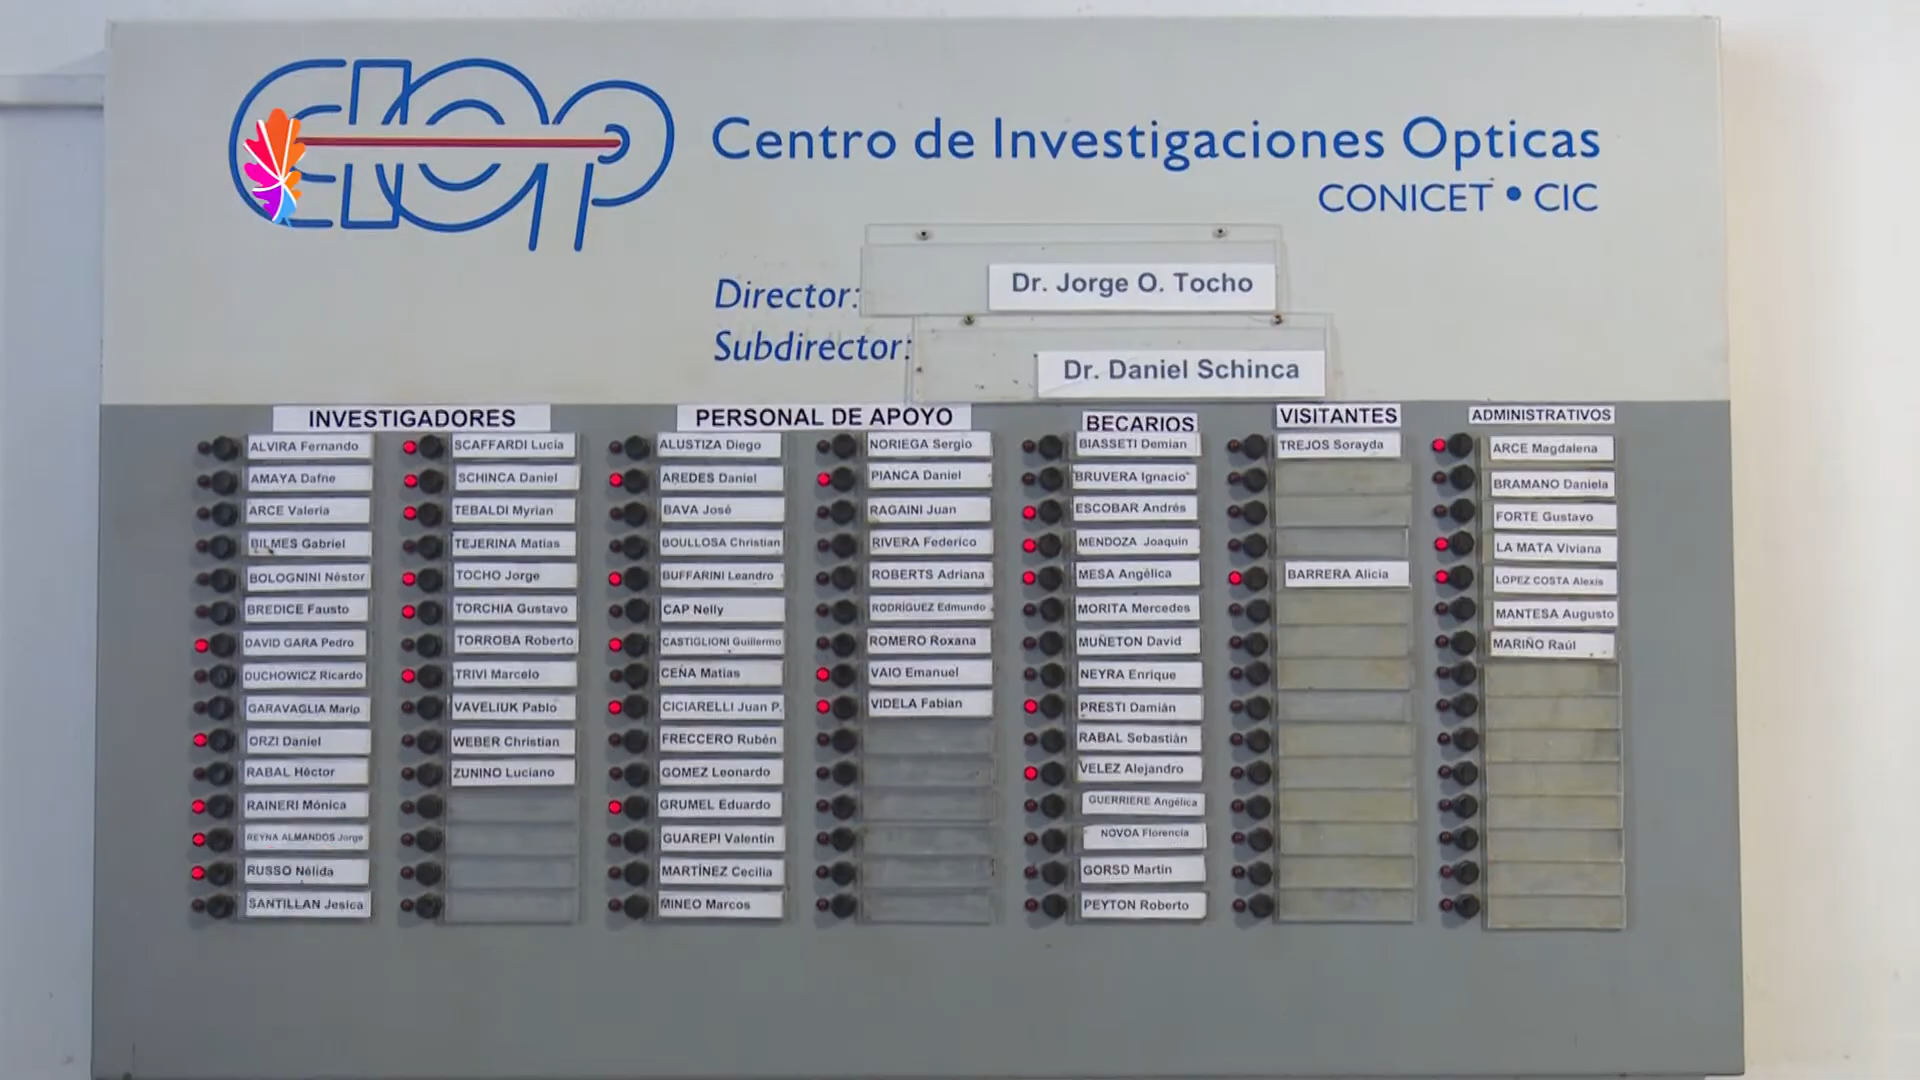 CIOp
Centro de Investigaciones Opticas
CONICET • CIC
Director: Dr. Jorge O. Tocho
Subdirector: Dr. Daniel Schinca
INVESTIGADORES
ALVIRA Fernando
AMAYA Dafne
ARCE Valeria
BILMES Gabriel
BOLOGNINI Néstor
BREDICE Fausto
DAVID GARA Pedro
DUCHOWICZ Ricardo
GARAVAGLIA Mario
ORZI Daniel
RABAL Héctor
RAINERI Mónica
REYNA ALMANDOS Jorge
RUSSO Nélida
SANTILLAN Jesica
SCAFFARDI Lucía
SCHINCA Daniel
TEBALDI Myrian
TEJERINA Matías
TOCHO Jorge
TORCHIA Gustavo
TORROBA Roberto
TRIVI Marcelo
VAVELIUK Pablo
WEBER Christian
ZUNINO Luciano
PERSONAL DE APOYO
ALUSTIZA Diego
AREDES Daniel
BAVA José
BOULLOSA Christian
BUFFARINI Leandro
CAP Nelly
CASTIGLIONI Guillermo
CEÑA Matías
CICIARELLI Juan P.
FRECCERO Rubén
GOMEZ Leonardo
GRUMEL Eduardo
GUAREPI Valentín
MARTÍNEZ Cecilia
MINEO Marcos
NORIEGA Sergio
PIANCA Daniel
RAGAINI Juan
RIVERA Federico
ROBERTS Adriana
RODRÍGUEZ Edmundo
ROMERO Roxana
VAIO Emanuel
VIDELA Fabian
BECARIOS
BIASSETI Demian
BRUVERA Ignacio
ESCOBAR Andrés
MENDOZA Joaquin
MESA Angélica
MORITA Mercedes
MUÑETON David
NEYRA Enrique
PRESTI Damián
RABAL Sebastián
VELEZ Alejandro
GUERRIERE Angélica
NOVOA Florencia
GORSD Martin
PEYTON Roberto
VISITANTES
TREJOS Sorayda
BARRERA Alicia
ADMINISTRATIVOS
ARCE Magdalena
BRAMANO Daniela
FORTE Gustavo
LA MATA Viviana
LOPEZ COSTA Alexis
MANTESA Augusto
MARIÑO Raúl